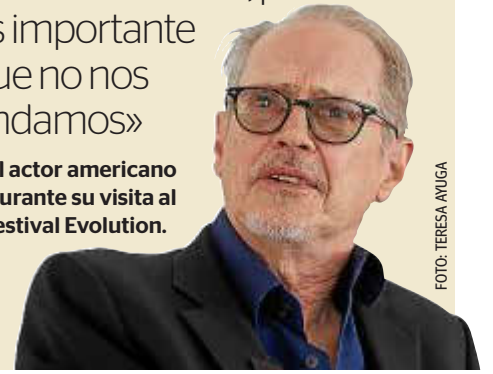 s importante
ue no nos
ndamos»
l actor americano
urante su visita al
estival Evolution.
FOTO: TERESA AYUGA